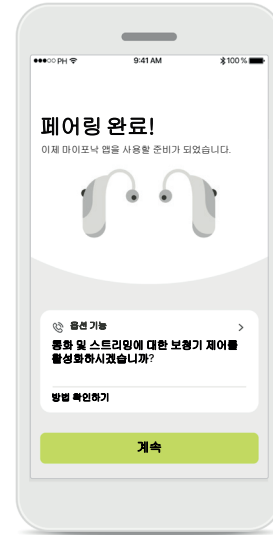 ●●●○○ PH 9:41 AM 100 %
페어링 완료!
이제 마이포낙 앱을 사용할 준비가 되었습니다.
옵션 기능
통화 및 스트리밍에 대한 보청기 제어를
활성화하시겠습니까?
방법 확인하기
계속